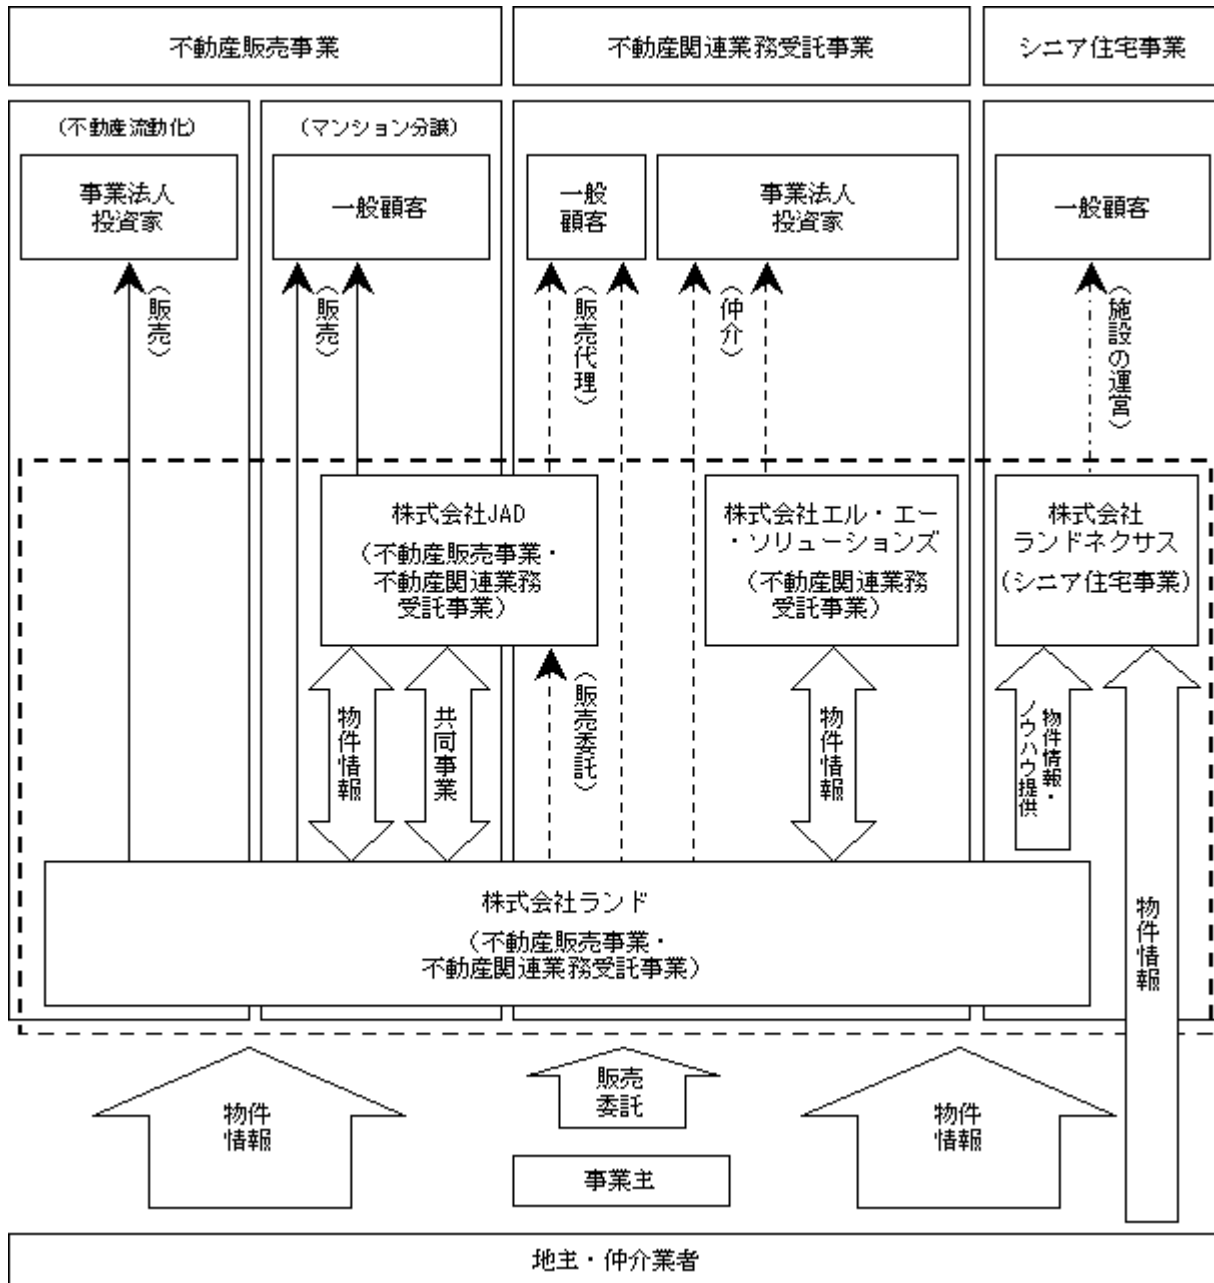 不動産販売事業
不動産関連業務受託事業
シニア住宅事業
（不動産流動化）
（マンション分譲）
事業法人
投資家
一般顧客
一般
顧客
事業法人
投資家
一般顧客
（販売）
（販売）
（販売代理）
（仲介）
（施設の運営）
株式会社JAD
（不動産販売事業・
不動産関連業務
受託事業）
株式会社エル・エー
・ソリューションズ
（不動産関連業務
受託事業）
株式会社
ランドネクサス
（シニア住宅事業）
物件情報
共同事業
（販売委託）
物件情報
物件情報・
ノウハウ提供
株式会社ランド
（不動産販売事業・
不動産関連業務受託事業）
物件情報
物件
情報
販売
委託
物件
情報
事業主
地主・仲介業者